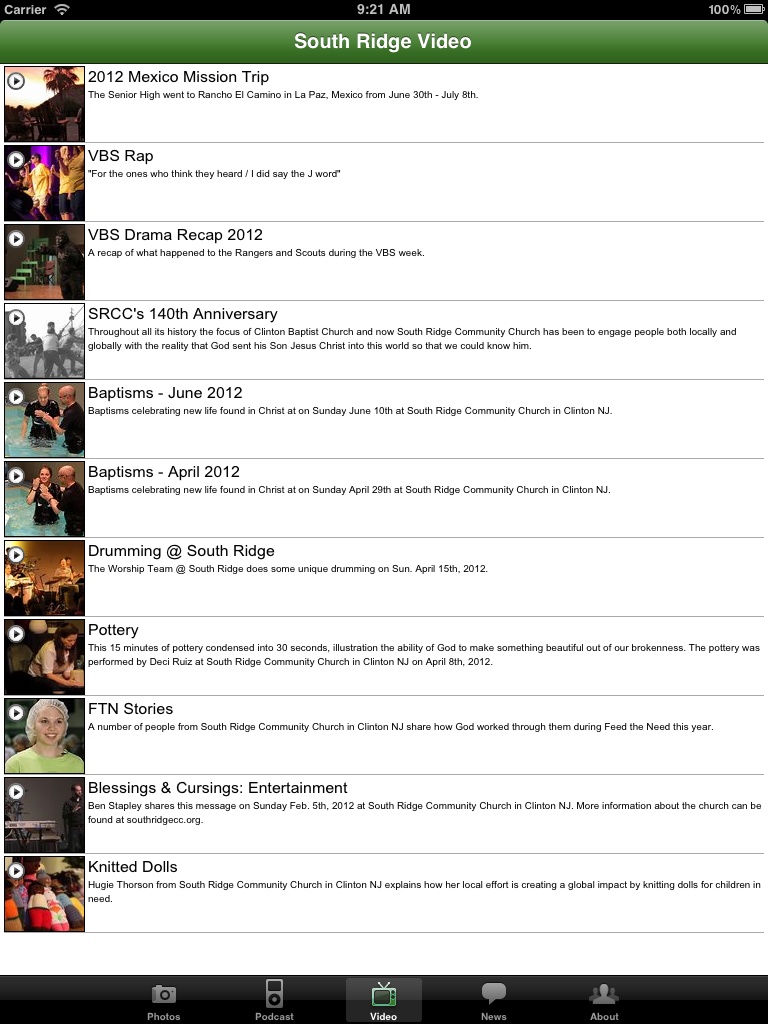 Carrier 9:21 AM 100%
South Ridge Video
2012 Mexico Mission Trip
The Senior High went to Rancho El Camino in La Paz, Mexico from June 30th - July 8th.
VBS Rap
"For the ones who think they heard / I did say the J word"
VBS Drama Recap 2012
A recap of what happened to the Rangers and Scouts during the VBS week.
SRCC's 140th Anniversary
Throughout all its history the focus of Clinton Baptist Church and now South Ridge Community Church has been to engage people both locally and
globally with the reality that God sent his Son Jesus Christ into this world so that we could know him.
Baptisms - June 2012
Baptisms celebrating new life found in Christ at on Sunday June 10th at South Ridge Community Church in Clinton NJ.
Baptisms - April 2012
Baptisms celebrating new life found in Christ at on Sunday April 29th at South Ridge Community Church in Clinton NJ.
Drumming @ South Ridge
The Worship Team @ South Ridge does some unique drumming on Sun. April 15th, 2012.
Pottery
This 15 minutes of pottery condensed into 30 seconds, illustration the ability of God to make something beautiful out of our brokenness. The pottery was
performed by Deci Ruiz at South Ridge Community Church in Clinton NJ on April 8th, 2012.
FTN Stories
A number of people from South Ridge Community Church in Clinton NJ share how God worked through them during Feed the Need this year.
Blessings & Cursings: Entertainment
Ben Stapley shares this message on Sunday Feb. 5th, 2012 at South Ridge Community Church in Clinton NJ. More information about the church can be
found at southridgecc.org.
Knitted Dolls
Hugie Thorson from South Ridge Community Church in Clinton NJ explains how her local effort is creating a global impact by knitting dolls for children in
need.
Photos Podcast Video News About